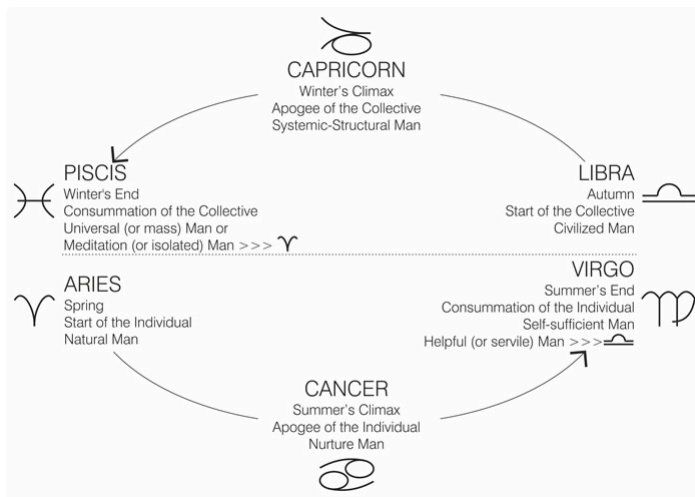 CAPRICORN
Winter's Climax
Apogee of the Collective
Systemic-Structural Man
PISCIS
Winter's End
Consummation of the Collective
Universal (or mass) Man or
Meditation (or isolated) Man >>> ♈
LIBRA
Autumn
Start of the Collective
Civilized Man
ARIES
Spring
Start of the Individual
Natural Man
VIRGO
Summer's End
Consummation of the Individual
Self-sufficient Man
Helpful (or servile) Man >>> ♎
CANCER
Summer's Climax
Apogee of the Individual
Nurture Man